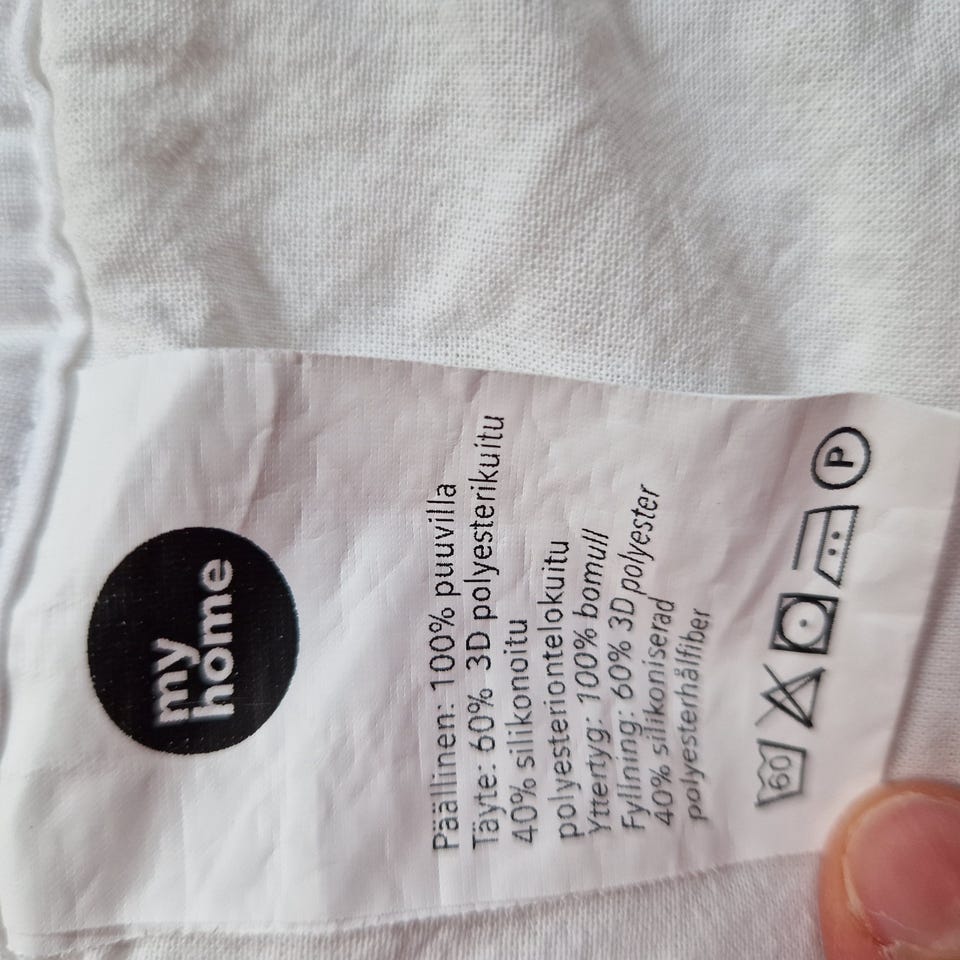 my
home
Päällinen: 100% puuvilla
Täyte: 60% 3D polyesterikuitu
40% silikonoitu
polyesteriontelokuitu
Yttertyg: 100% bomull
Fyllning: 60% 3D polyester
40% silikoniserad
polyesterhålfiber
60 P